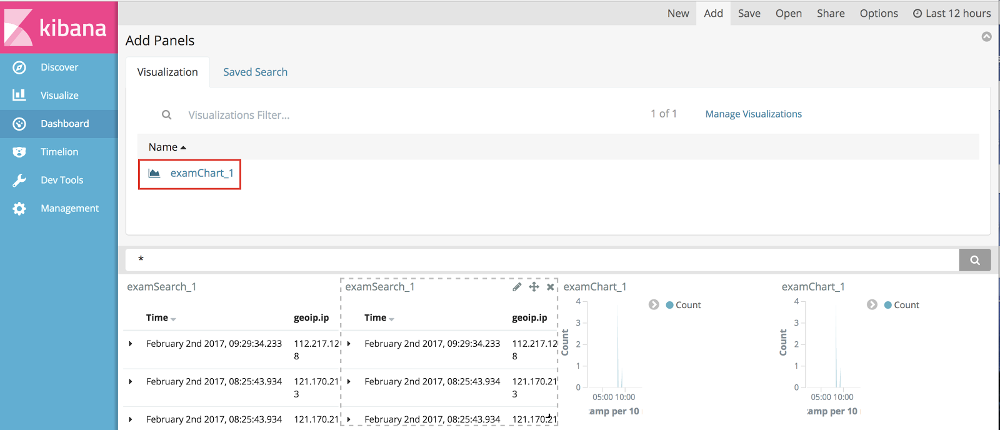 kibana
New Add Save Open Share Options Last 12 hours
Discover
Visualize
Dashboard
Timelion
Dev Tools
Management
Add Panels
Visualization Saved Search
Visualizations Filter... 1 of 1 Manage Visualizations
Name
examChart_1
*
examSearch_1
Time geoip.ip
February 2nd 2017, 09:29:34.233 112.217.12
8
February 2nd 2017, 08:25:43.934 121.170.21
3
February 2nd 2017, 08:25:43.934 121.170.21
examSearch_1
Time geoip.ip
February 2nd 2017, 09:29:34.233 112.217.12
8
February 2nd 2017, 08:25:43.934 121.170.21
3
February 2nd 2017, 08:25:43.934 121.170.21
examChart_1
Count
4
3
2
1
0
Count
05:00 10:00
amp per 10
examChart_1
Count
4
3
2
1
0
Count
05:00 10:00
amp per 10